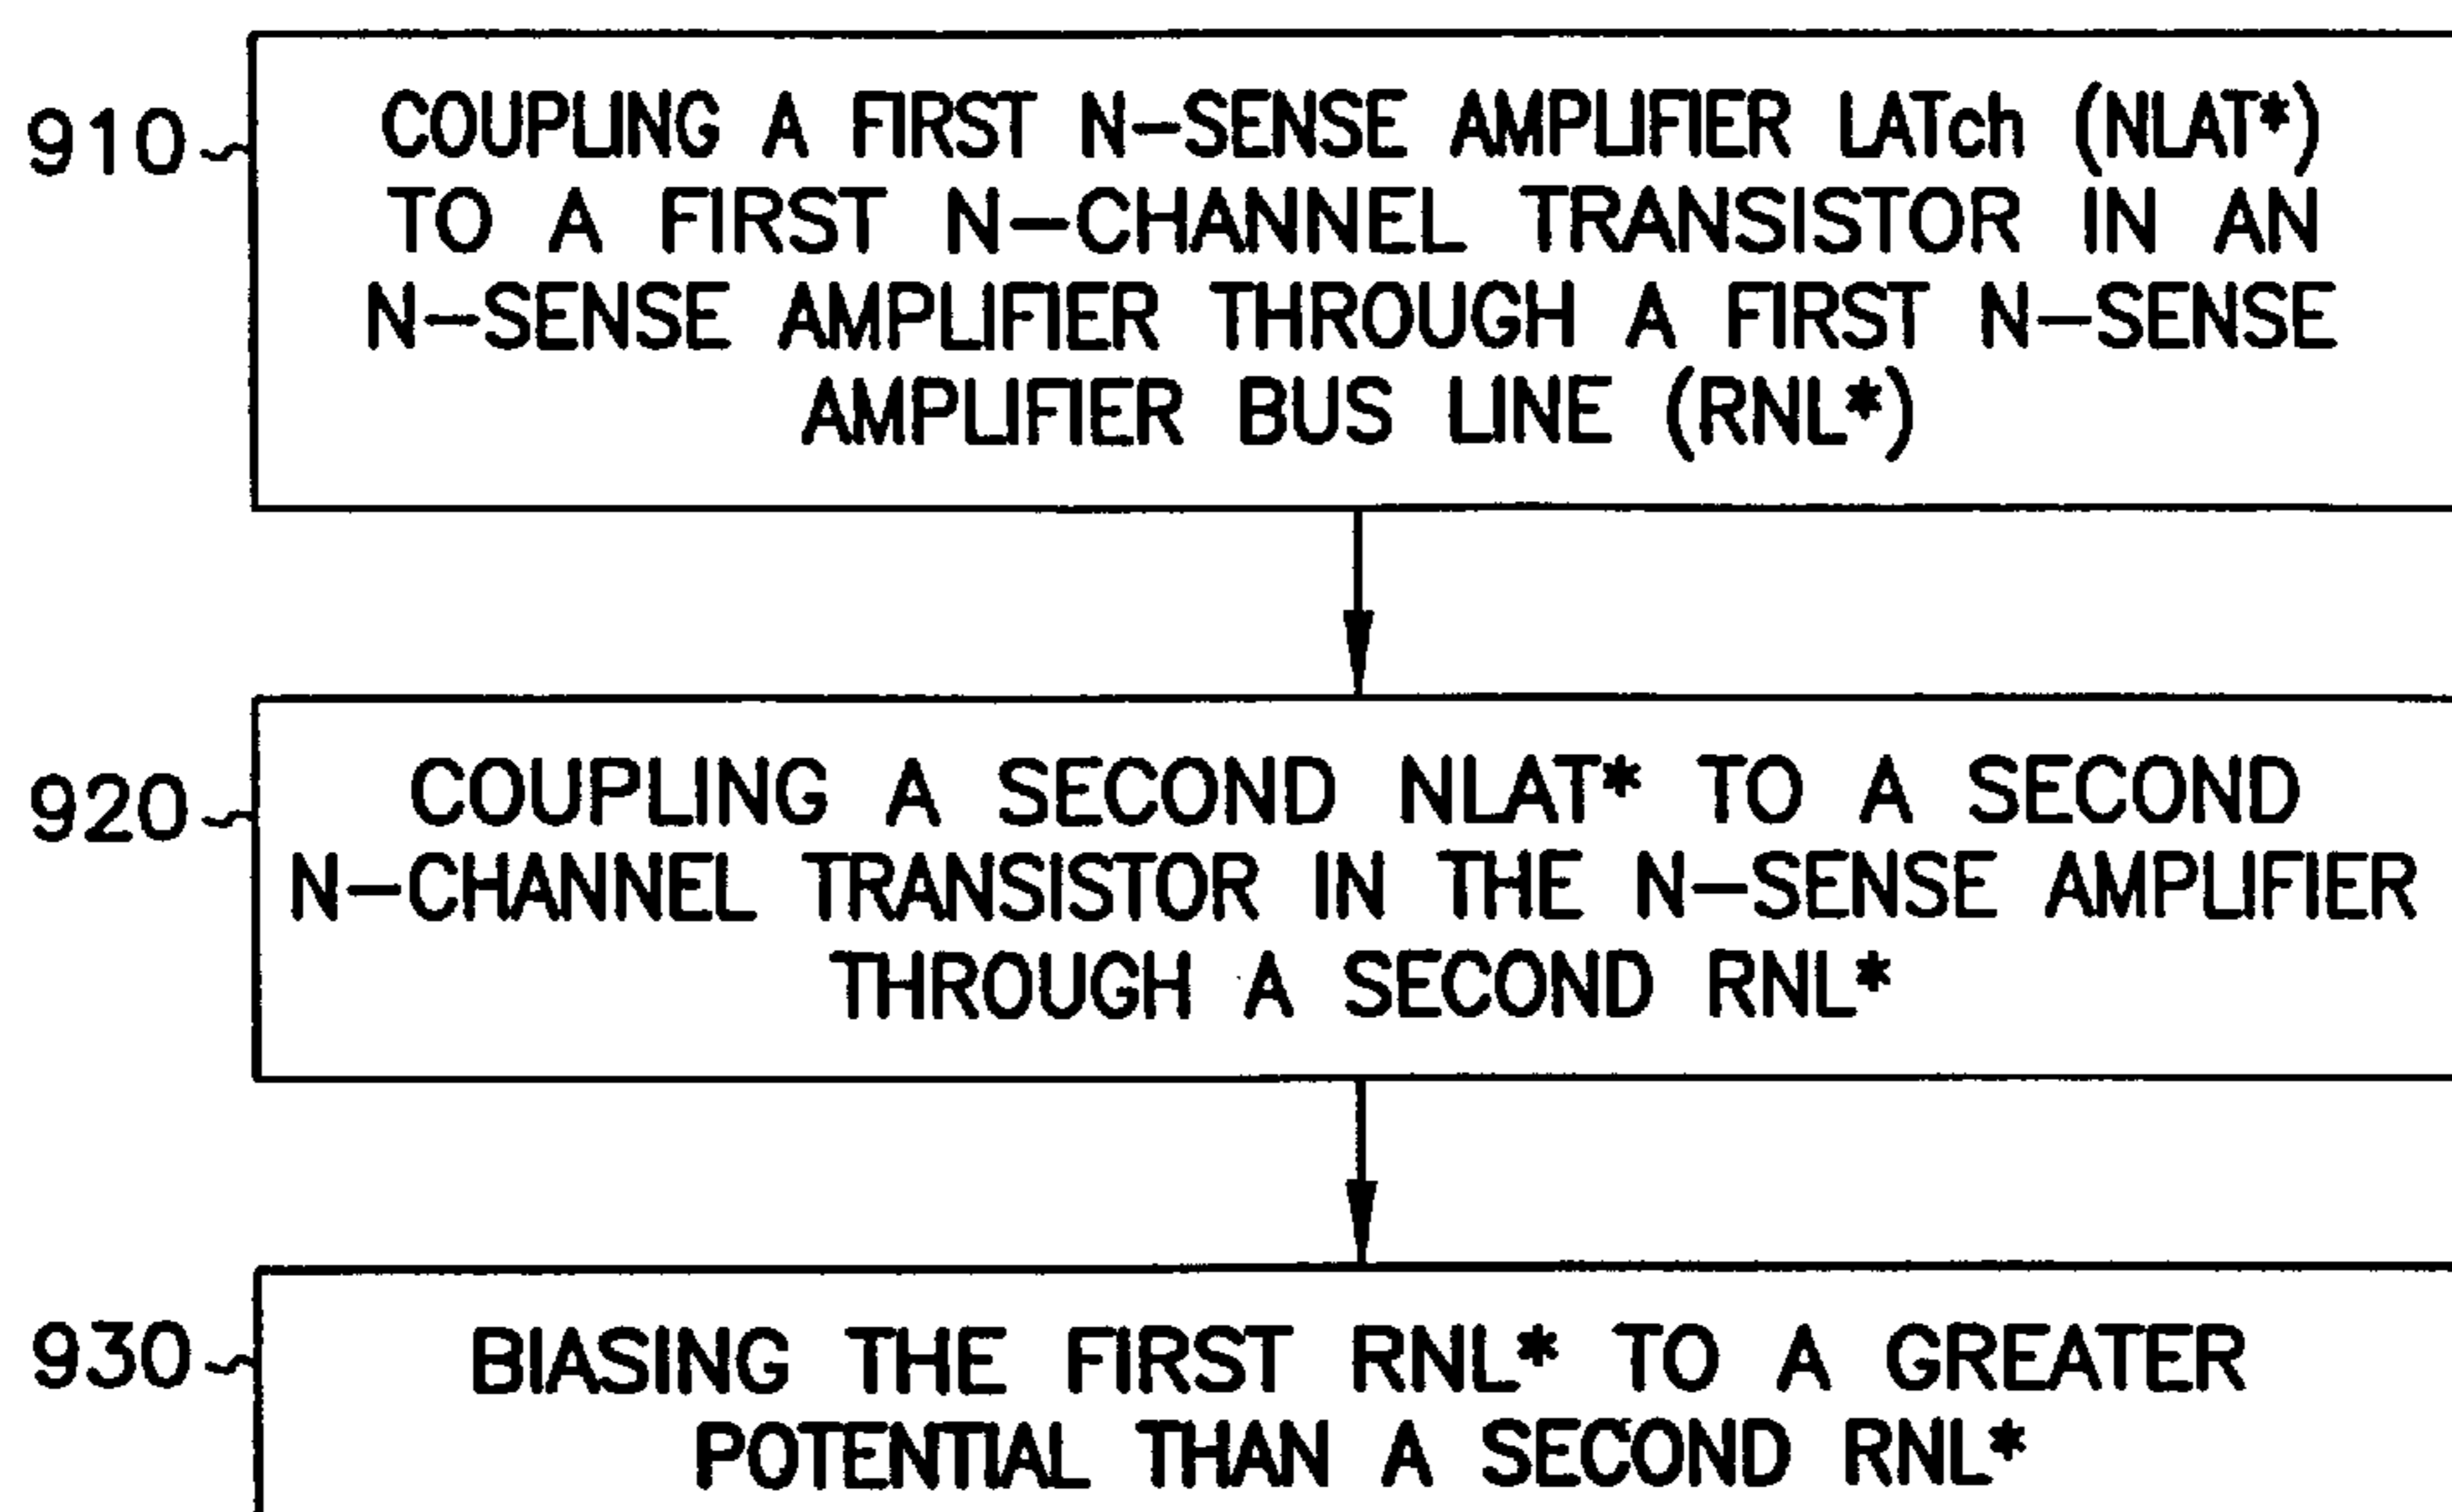 910
COUPLING A FIRST N-SENSE AMPLIFIER LATch (NLAT*)
TO A FIRST N-CHANNEL TRANSISTOR IN AN
N-SENSE AMPLIFIER THROUGH A FIRST N-SENSE
AMPLIFIER BUS LINE (RNL*)
920
COUPLING A SECOND NLAT* TO A SECOND
N-CHANNEL TRANSISTOR IN THE N-SENSE AMPLIFIER
THROUGH A SECOND RNL*
930
BIASING THE FIRST RNL* TO A GREATER
POTENTIAL THAN A SECOND RNL*